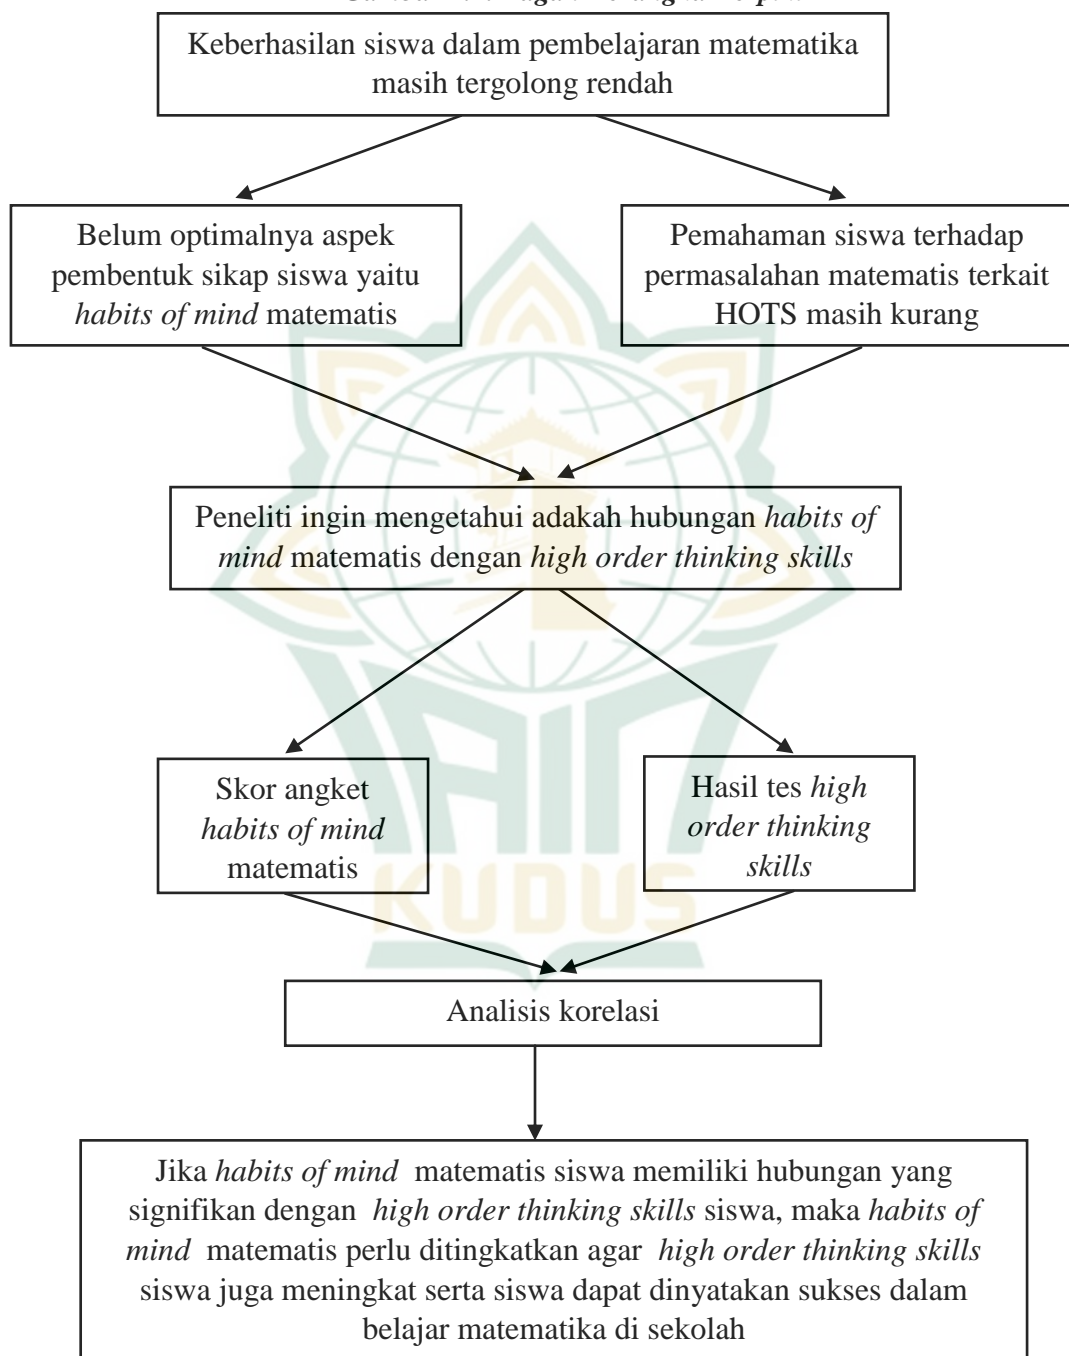 Keberhasilan siswa dalam pembelajaran matematika
masih tergolong rendah
Belum optimalnya aspek
pembentuk sikap siswa yaitu
habits of mind matematis
Pemahaman siswa terhadap
permasalahan matematis terkait
HOTS masih kurang
Peneliti ingin mengetahui adakah hubungan habits of
mind matematis dengan high order thinking skills
Skor angket
habits of mind
matematis
Hasil tes high
order thinking
skills
KUDUS
Analisis korelasi
Jika habits of mind matematis siswa memiliki hubungan yang
signifikan dengan high order thinking skills siswa, maka habits of
mind matematis perlu ditingkatkan agar high order thinking skills
siswa juga meningkat serta siswa dapat dinyatakan sukses dalam
belajar matematika di sekolah